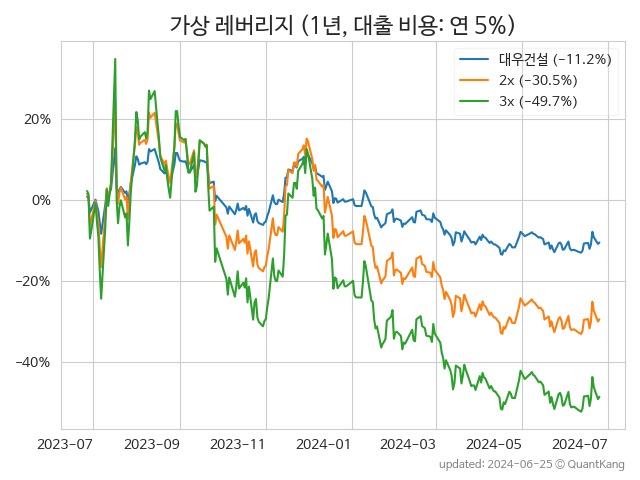 가상 레버리지 (1년, 대출 비용: 연 5%)
대우건설 (−11.2%)
2x (−30.5%)
3x (−49.7%)
20%
0%
−20%
−40%
2023-07 2023-09 2023-11 2024-01 2024-03 2024-05 2024-07
updated: 2024-06-25 ⓒ QuantKang